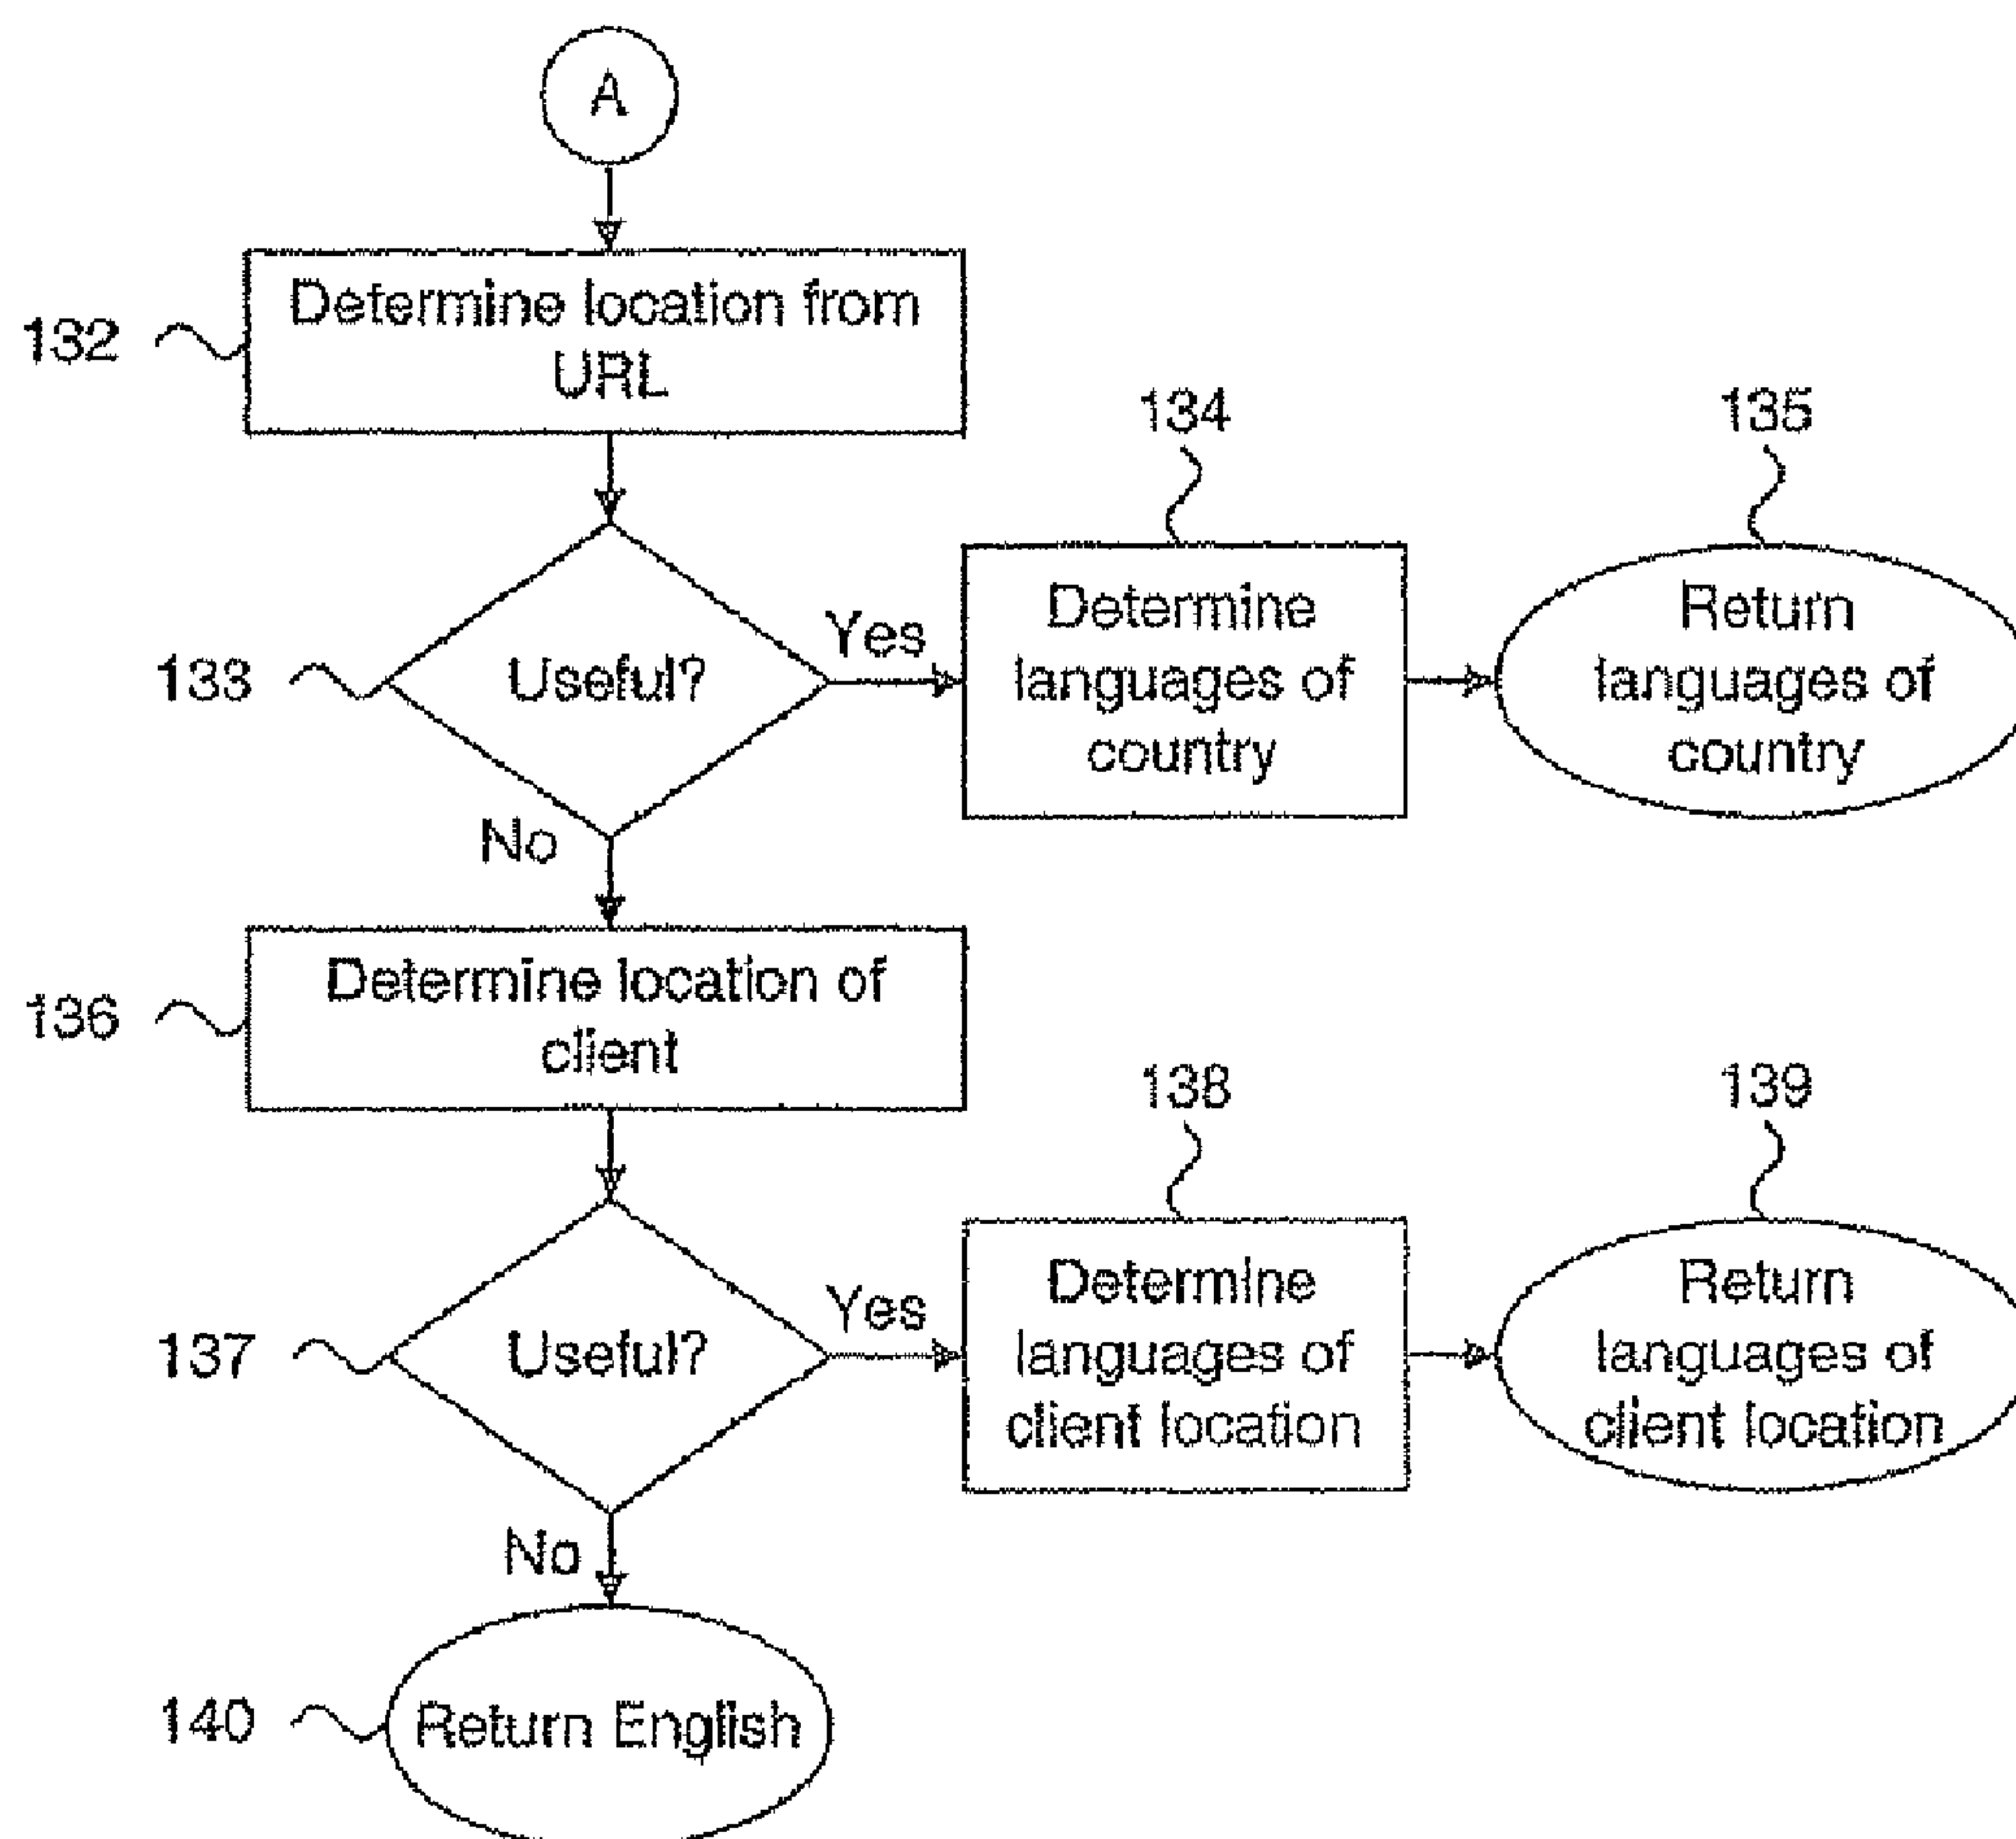 A
Determine location from
URL
132
134
135
133
Useful?
Yes
Determine
languages of
country
Return
languages of
country
No
136
Determine location of
client
138
139
137
Useful?
Yes
Determine
languages of
client location
Return
languages of
client location
No
140
Return English